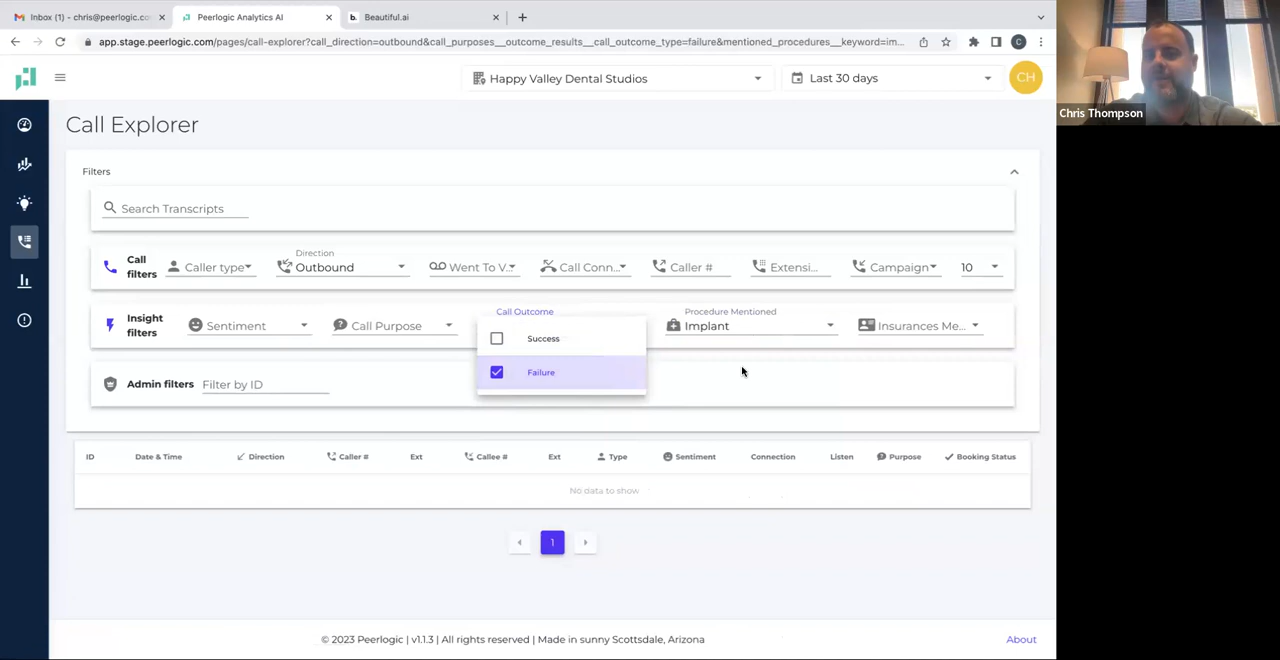 Inbox (1) - chris@peerlogic.co
Peerlogic Analytics AI
b. Beautiful.ai
app.stage.peerlogic.com/pages/call-explorer?call_direction=outbound&call_purposes__outcome_results__call_outcome_type=failure&mentioned_procedures__keyword=im...
C
Happy Valley Dental Studios
Last 30 days
CH
Chris Thompson
Call Explorer
Filters
Search Transcripts
Call filters
Caller type
Direction
Outbound
Went To V...
Call Conn...
Caller #
Extensi...
Campaign
10
Insight filters
Sentiment
Call Purpose
Call Outcome
Success
Failure
Procedure Mentioned
Implant
Insurances Me...
Admin filters
Filter by ID
ID Date & Time Direction Caller # Ext Callee # Ext Type Sentiment Connection Listen Purpose Booking Status
No data to show
1
© 2023 Peerlogic | v1.1.3 | All rights reserved | Made in sunny Scottsdale, Arizona
About